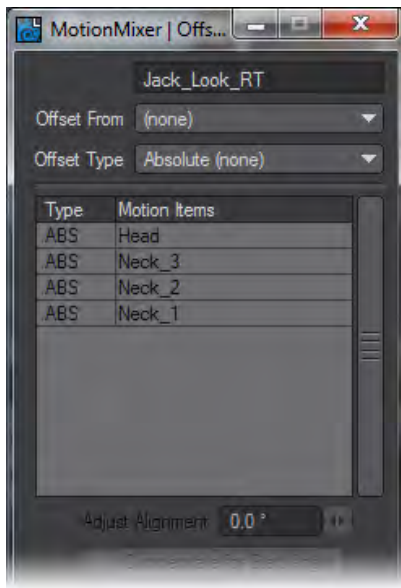 MotionMixer | Offs...
Jack_Look_RT
Offset From (none)
Offset Type Absolute (none)
Type Motion Items
ABS Head
ABS Neck_3
ABS Neck_2
ABS Neck_1
Adjust Alignment 0.0 °